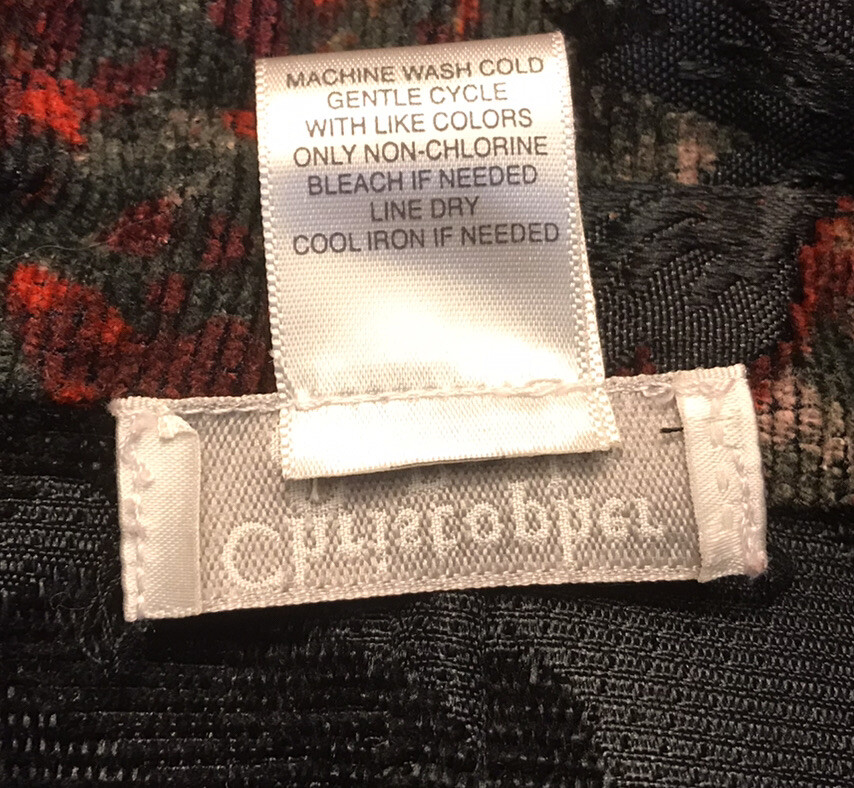 MACHINE WASH COLD
GENTLE CYCLE
WITH LIKE COLORS
ONLY NON-CHLORINE
BLEACH IF NEEDED
LINE DRY
COOL IRON IF NEEDED